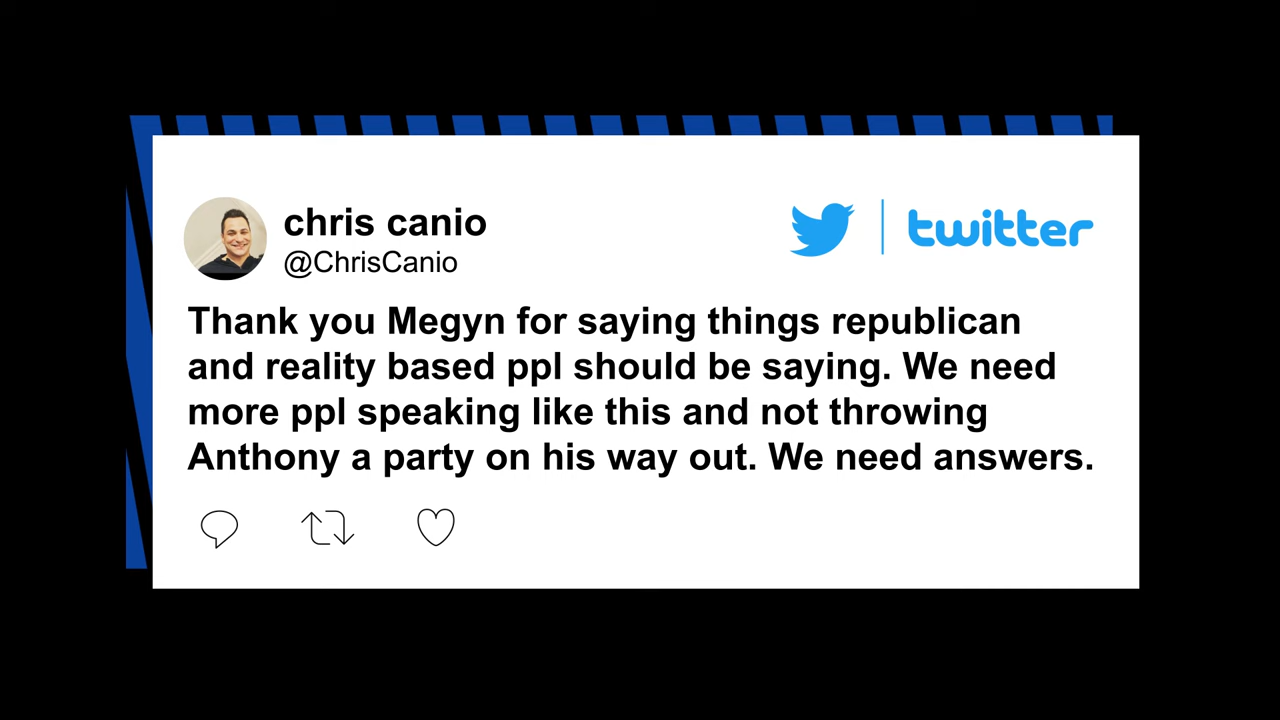 chris canio
@ChrisCanio
twitter
Thank you Megyn for saying things republican
and reality based ppl should be saying. We need
more ppl speaking like this and not throwing
Anthony a party on his way out. We need answers.